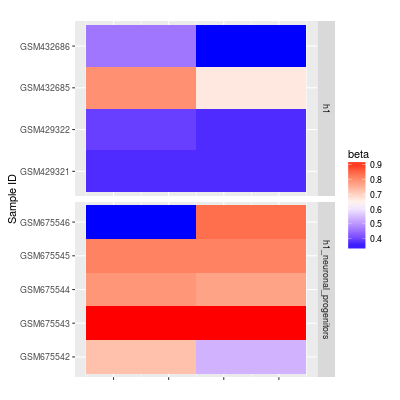 GSM432686
GSM432685
GSM429322
GSM429321
h1
GSM675546
GSM675545
GSM675544
GSM675543
GSM675542
h1_neuronal_progenitors
Sample ID
beta
0.9
0.8
0.7
0.6
0.5
0.4